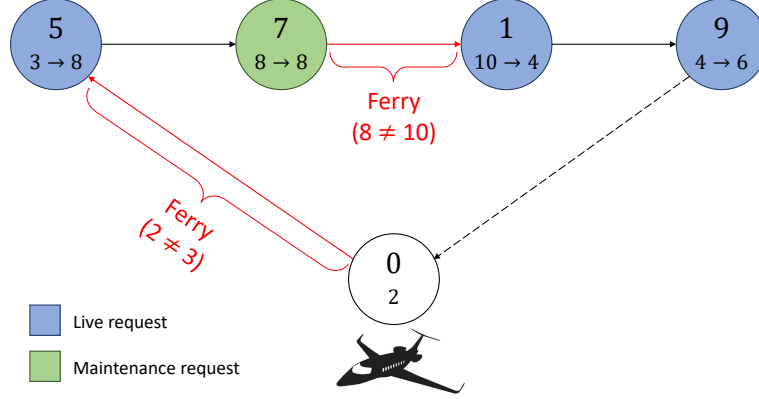 5
3 → 8
7
8 → 8
1
10 → 4
9
4 → 6
Ferry
(8 ≠ 10)
Ferry
(2 ≠ 3)
0
2
Live request
Maintenance request